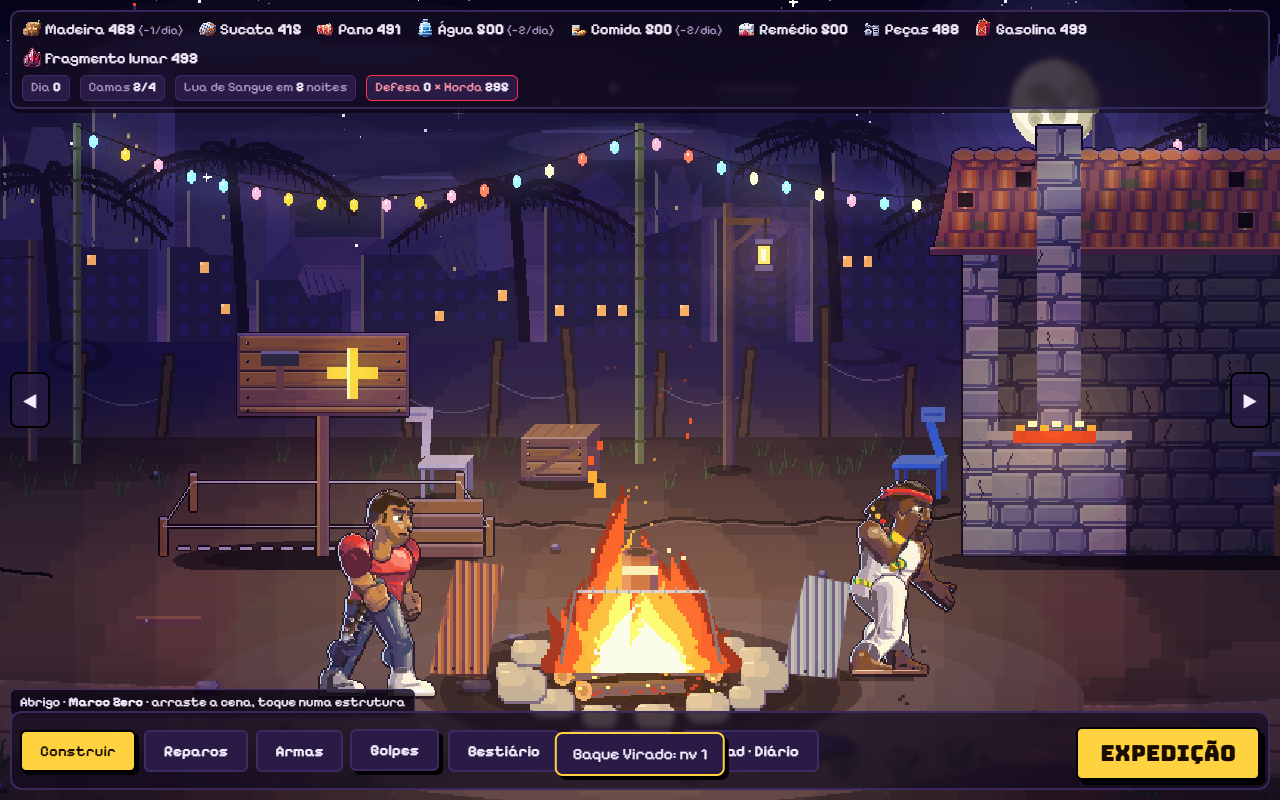 Madeira 469 (-1/dia) Sucata 418 Pano 491 Água 800 (-2/dia) Comida 800 (-2/dia) Remédio 800 Peças 488 Gasolina 499
Fragmento lunar 499
Dia 0 Camas 8/4 Lua de Sangue em 8 noites Defesa 0 × Horda 898
◀ ▶
Abrigo · Marco Zero · arraste a cena, toque numa estrutura
Construir Reparos Armas Golpes Bestiário Baque Virado: nv 1 ad · Diário EXPEDIÇÃO